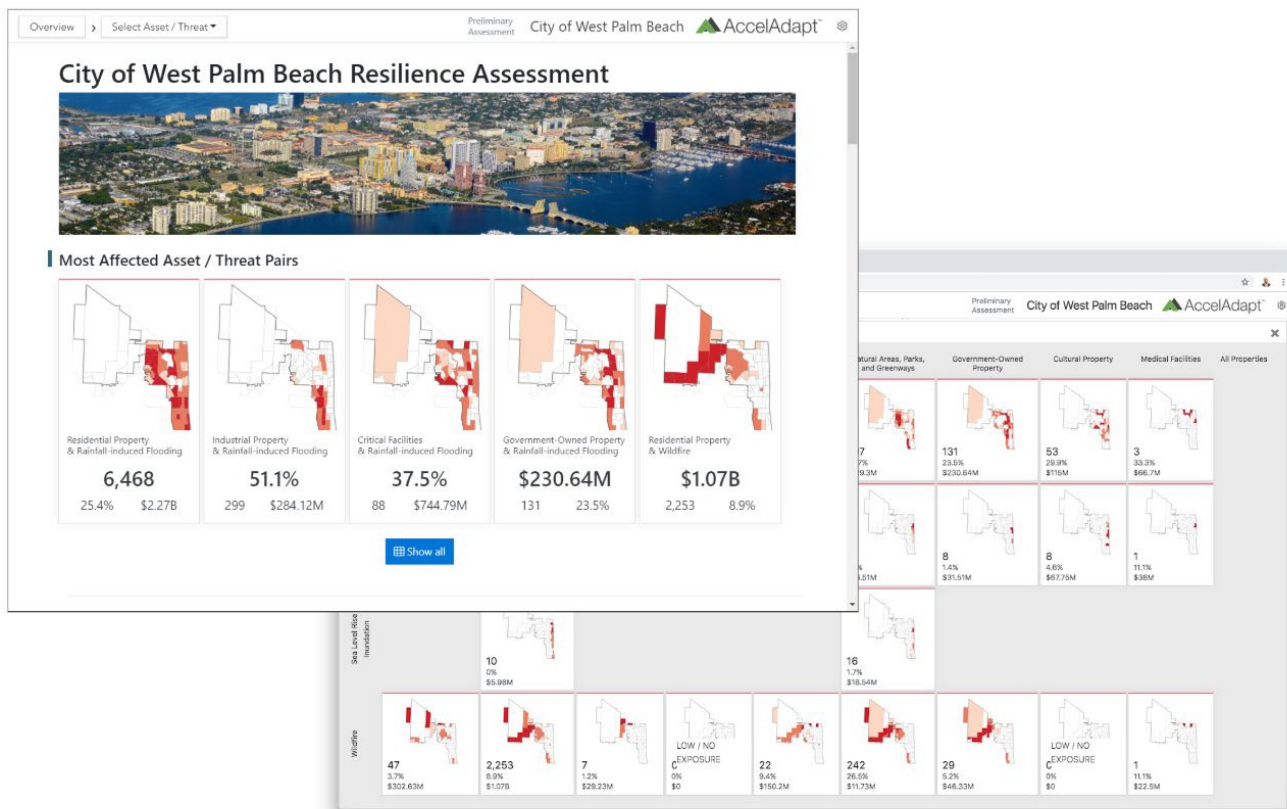 Overview
Select Asset / Threat
Preliminary
Assessment
City of West Palm Beach
AccelAdapt™
City of West Palm Beach Resilience Assessment
Most Affected Asset / Threat Pairs
Residential Property
& Rainfall-induced Flooding
6,468
25.4% $2.27B
Industrial Property
& Rainfall-induced Flooding
51.1%
299 $284.12M
Critical Facilities
& Rainfall-induced Flooding
37.5%
88 $744.79M
Government-Owned Property
& Rainfall-induced Flooding
$230.64M
131 23.5%
Residential Property
& Wildfire
$1.07B
2,253 8.9%
Show all
Preliminary
Assessment
City of West Palm Beach
AccelAdapt™
atural Areas, Parks,
and Greenways
Government-Owned
Property
Cultural Property
Medical Facilities
All Properties
131
23.5%
$230.64M
53
29.9%
$115M
3
33.3%
$66.7M
8
1.4%
$31.51M
8
4.6%
$67.75M
1
11.1%
$38M
Sea Level Rise
Inundation
10
0%
$5.98M
16
1.7%
$18.54M
Wildfire
47
3.7%
$302.63M
2,253
8.9%
$1.07B
7
1.2%
$29.23M
LOW / NO
EXPOSURE
0%
$0
22
9.4%
$150.2M
242
26.5%
$11.73M
29
5.2%
$46.33M
LOW / NO
EXPOSURE
0%
$0
1
11.1%
$22.5M